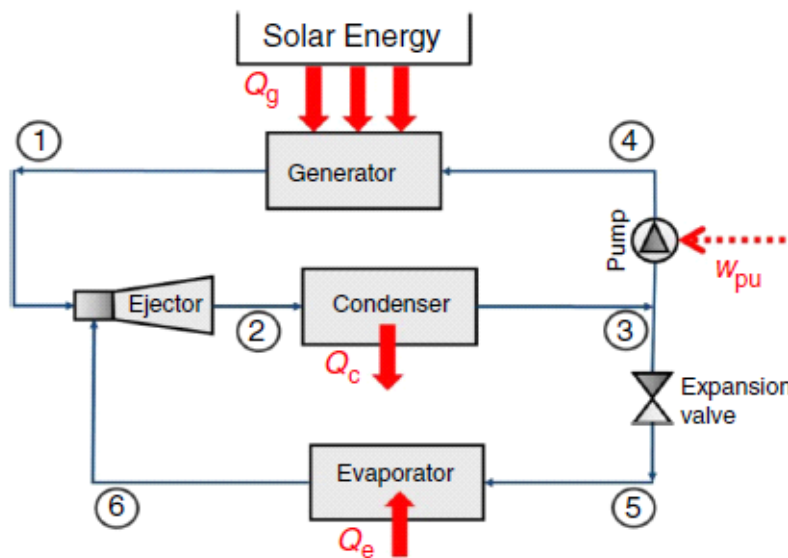 Solar Energy
Qg
1
4
Generator
Pump
wpu
Ejector
2
Condenser
3
Qc
Expansion
valve
Evaporator
6
5
Qe